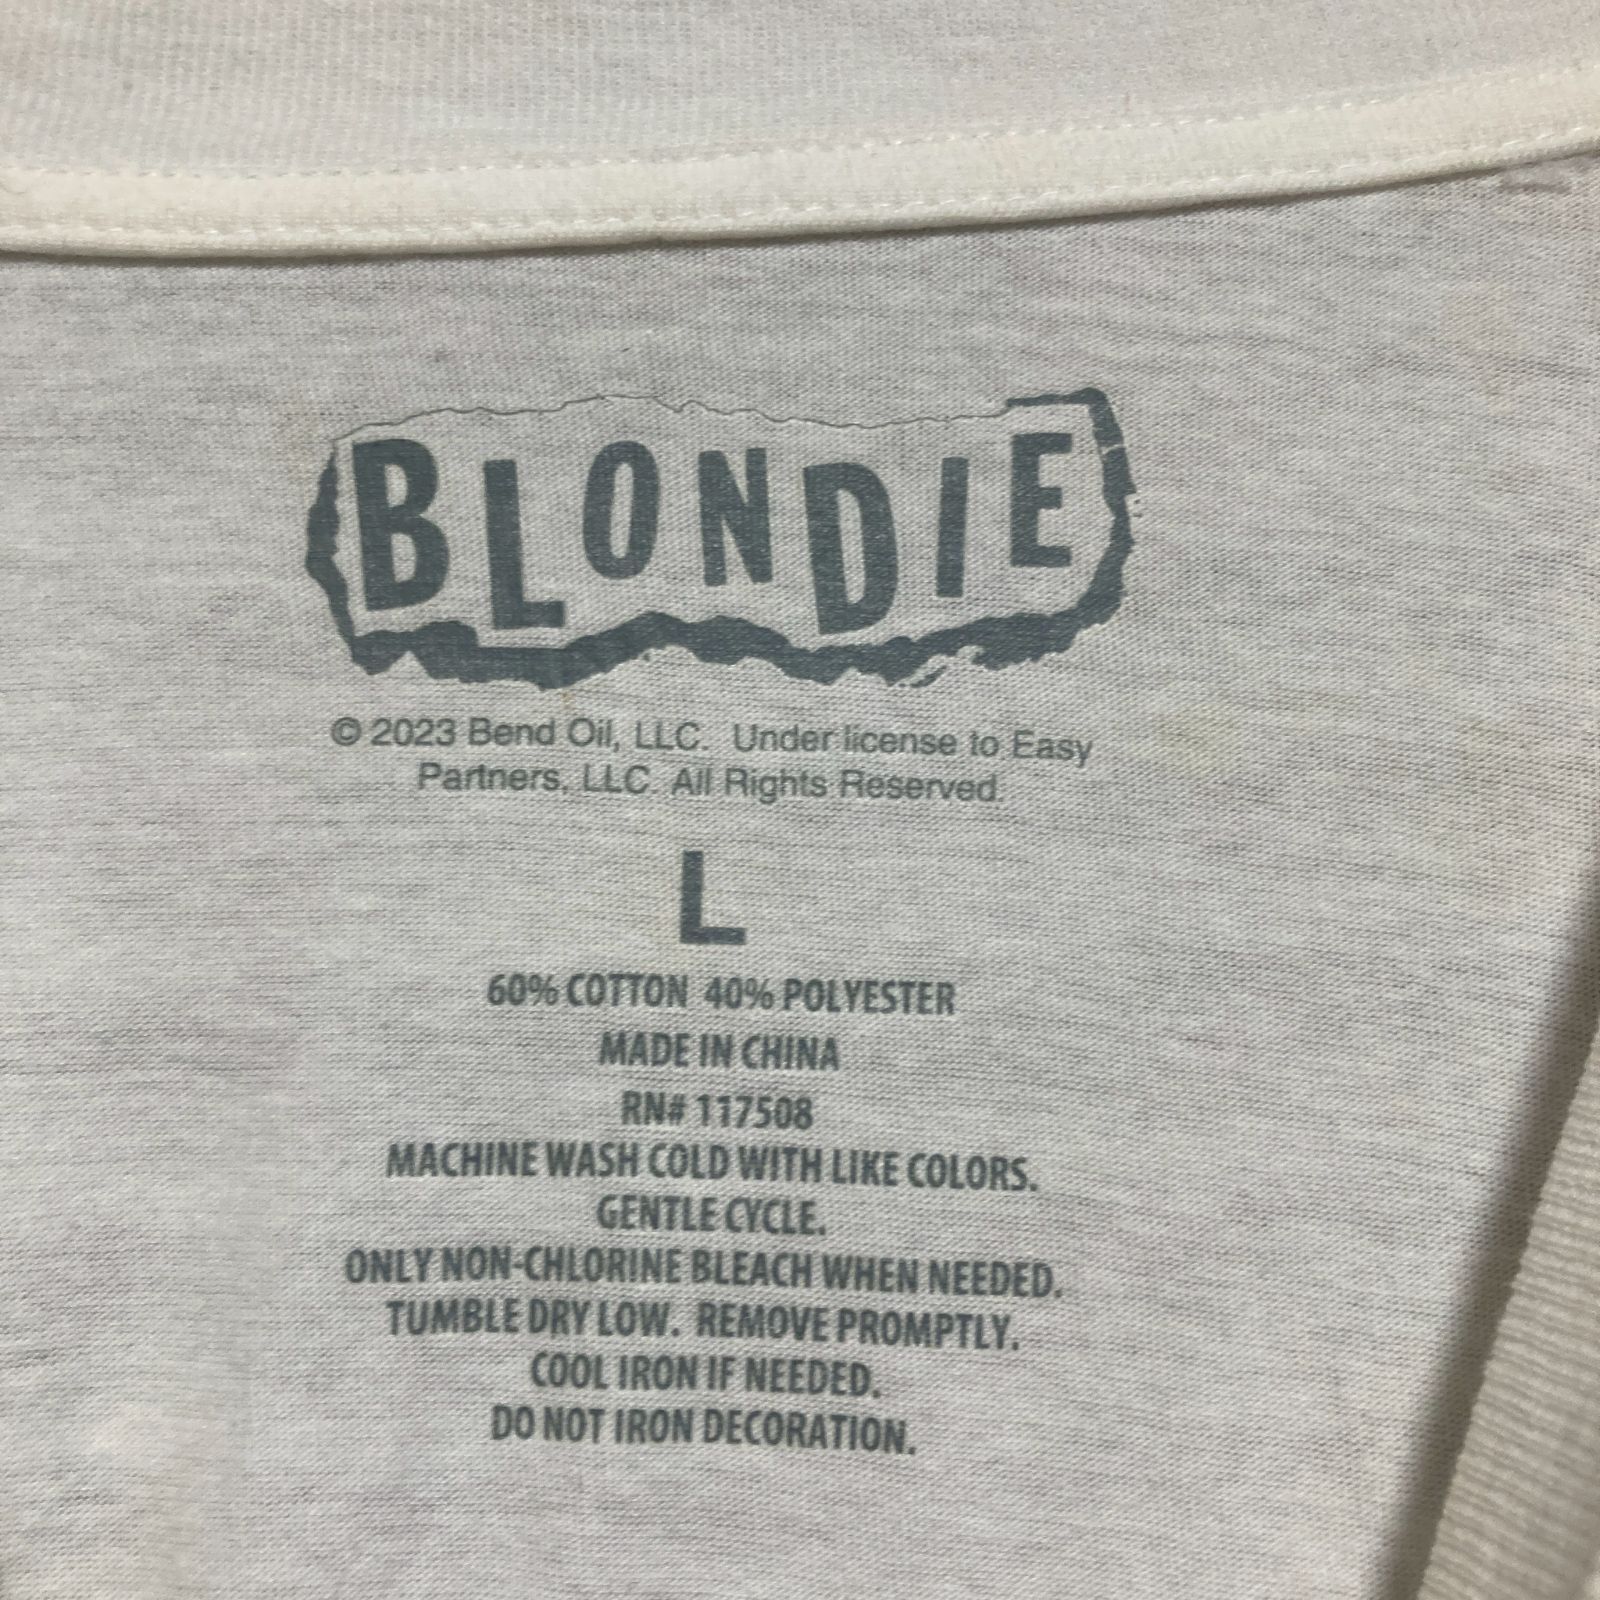 BLONDIE
© 2023 Bend Oil, LLC. Under license to Easy
Partners, LLC. All Rights Reserved.
L
60% COTTON 40% POLYESTER
MADE IN CHINA
RN# 117508
MACHINE WASH COLD WITH LIKE COLORS.
GENTLE CYCLE.
ONLY NON-CHLORINE BLEACH WHEN NEEDED.
TUMBLE DRY LOW. REMOVE PROMPTLY.
COOL IRON IF NEEDED.
DO NOT IRON DECORATION.